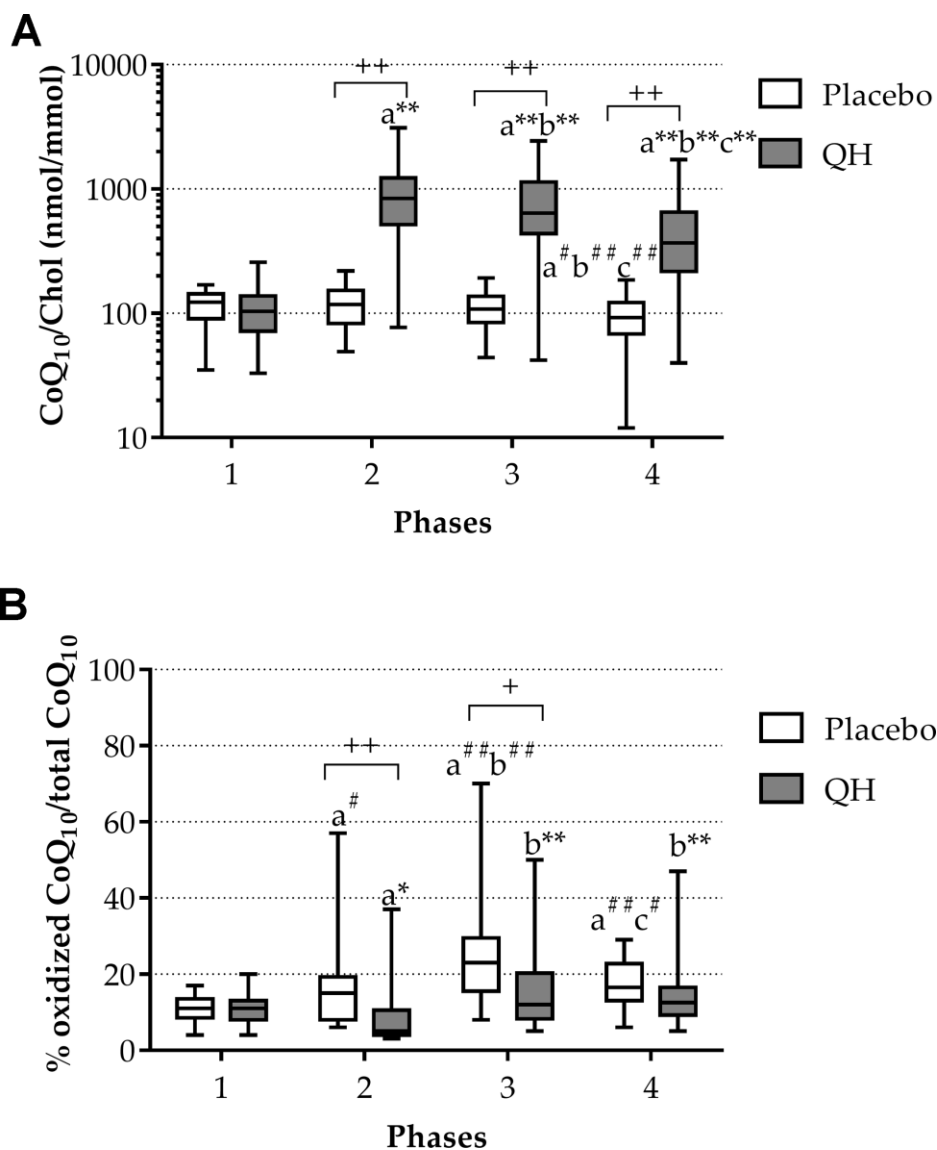 A
CoQ₁₀/Chol (nmol/mmol)
10000
1000
100
10
++
++
++
a**
a**b**
a**b**c**
a#b##c##
1
2
3
4
Phases
Placebo
QH
B
% oxidized CoQ₁₀/total CoQ₁₀
100
80
60
40
20
0
++
+
a#
a*
a##b##
b**
a##c#
b**
1
2
3
4
Phases
Placebo
QH